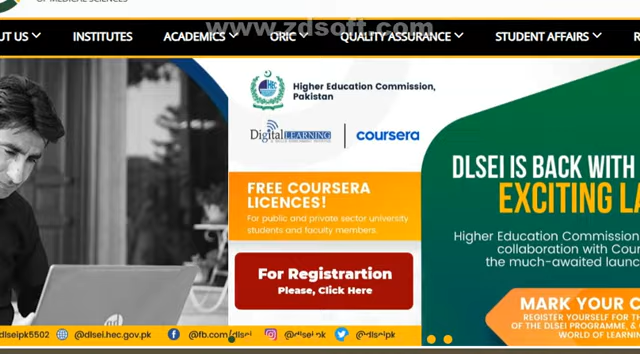 OF MEDICAL SCIENCES
www.zdsoft.com
UT US INSTITUTES ACADEMICS ORIC QUALITY ASSURANCE STUDENT AFFAIRS R
HEC
Higher Education Commission,
Pakistan
Digital LEARNING
coursera
FREE COURSERA
LICENCES!
For public and private sector university
students and faculty members.
For Registrartion
Please, Click Here
DLSEI IS BACK WITH
EXCITING LA
Higher Education Commission
collaboration with Cour
the much-awaited launc
MARK YOUR C
REGISTER YOURSELF FOR TH
OF THE DLSEI PROGRAMME, &
WORLD OF LEARNIN
dlseipk5502 @dlsei.hec.gov.pk @fb.com/dlsei @dlsei.pk @dlseipk
hp